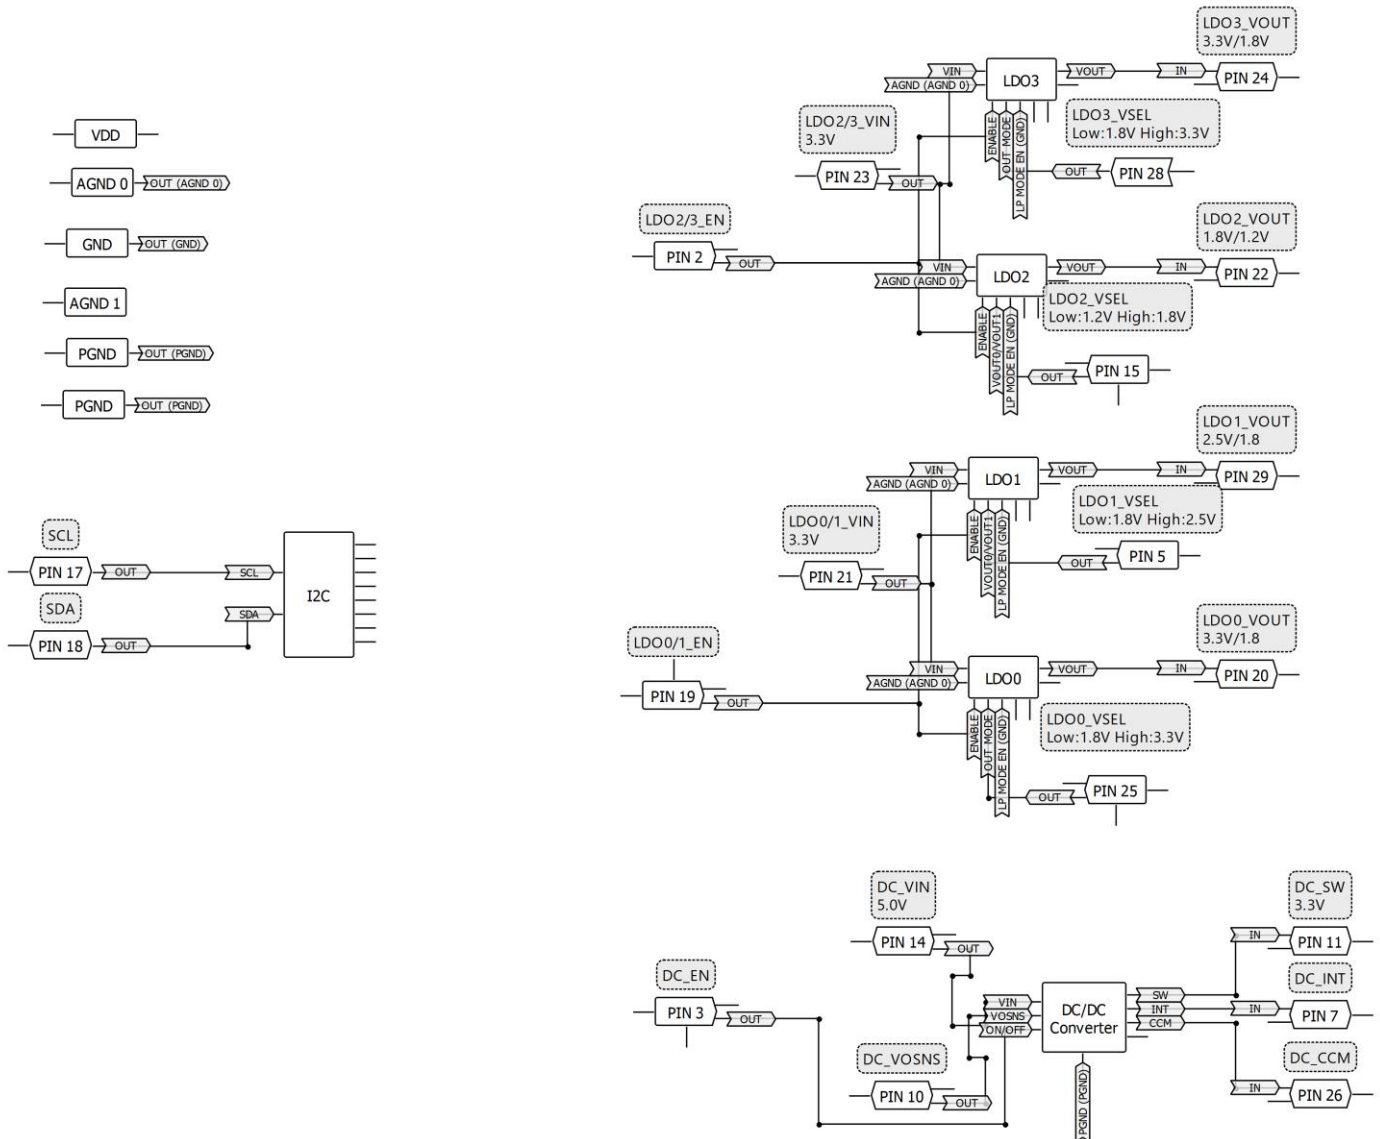 LDO3_VOUT
3.3V/1.8V
VIN
LDO3
VOUT
IN
PIN 24
AGND (AGND 0)
LDO2/3_VIN
3.3V
ENABLE
OUT MODE
LP MODE EN (GND)
LDO3_VSEL
Low:1.8V High:3.3V
VDD
PIN 23
OUT
OUT
PIN 28
AGND 0
OUT (AGND 0)
LDO2/3_EN
LDO2_VOUT
1.8V/1.2V
GND
OUT (GND)
PIN 2
OUT
VIN
LDO2
VOUT
IN
PIN 22
AGND (AGND 0)
AGND 1
ENABLE
VOUT0/VOUT1
LP MODE EN (GND)
LDO2_VSEL
Low:1.2V High:1.8V
PGND
OUT (PGND)
OUT
PIN 15
PGND
OUT (PGND)
LDO1_VOUT
2.5V/1.8
VIN
LDO1
VOUT
IN
PIN 29
AGND (AGND 0)
LDO0/1_VIN
3.3V
ENABLE
VOUT0/VOUT1
LP MODE EN (GND)
LDO1_VSEL
Low:1.8V High:2.5V
SCL
PIN 17
OUT
SCL
I2C
PIN 21
OUT
OUT
PIN 5
SDA
SDA
PIN 18
OUT
LDO0/1_EN
LDO0_VOUT
3.3V/1.8
PIN 19
OUT
VIN
LDO0
VOUT
IN
PIN 20
AGND (AGND 0)
ENABLE
OUT MODE
LP MODE EN (GND)
LDO0_VSEL
Low:1.8V High:3.3V
OUT
PIN 25
DC_VIN
5.0V
DC_SW
3.3V
PIN 14
OUT
IN
PIN 11
DC_EN
DC_INT
PIN 3
OUT
VIN
VOSNS
ON/OFF
DC/DC
Converter
SW
INT
CCM
IN
PIN 7
DC_VOSNS
DC_CCM
PIN 10
OUT
PGND (PGND)
IN
PIN 26